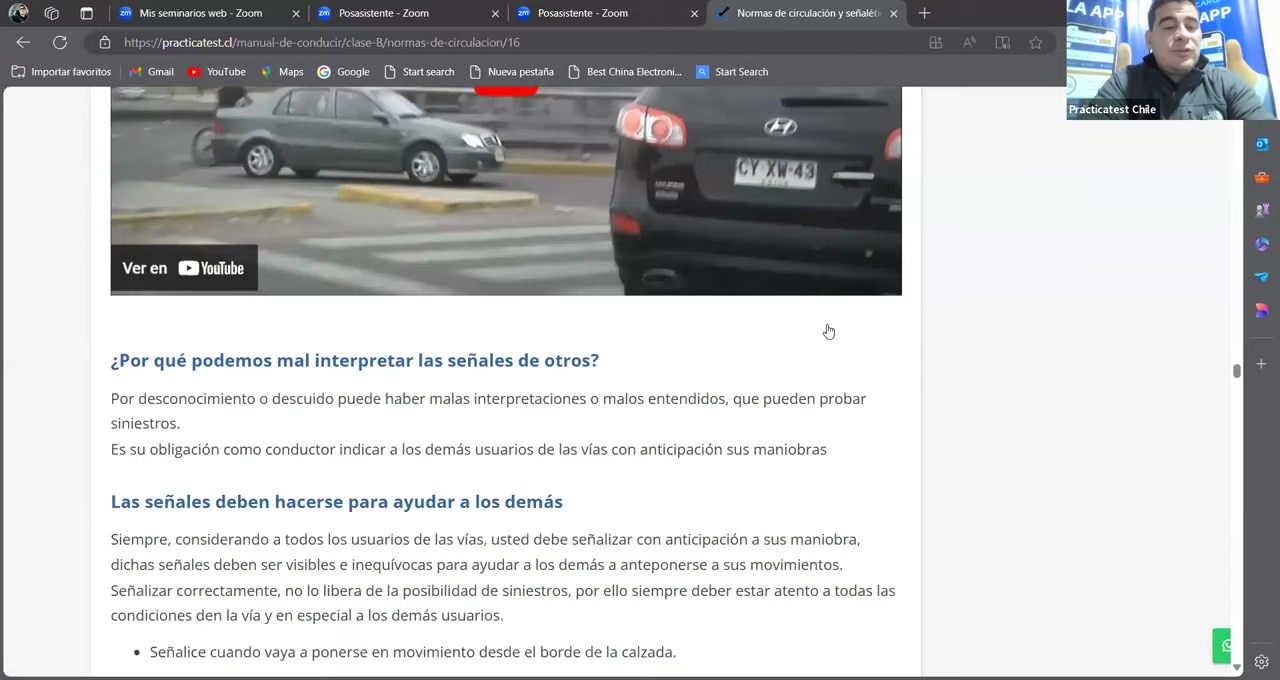 Mis seminarios web - Zoom
Posasistente - Zoom
Posasistente - Zoom
Normas de circulación y señaléti
https://practicatest.cl/manual-de-conducir/clase-B/normas-de-circulacion/16
Importar favoritos
Gmail
YouTube
Maps
Google
Start search
Nueva pestaña
Best China Electroni...
Start Search
LA APP
Practicatest Chile
CY XW-43
Ver en YouTube
¿Por qué podemos mal interpretar las señales de otros?
Por desconocimiento o descuido puede haber malas interpretaciones o malos entendidos, que pueden probar
siniestros.
Es su obligación como conductor indicar a los demás usuarios de las vías con anticipación sus maniobras
Las señales deben hacerse para ayudar a los demás
Siempre, considerando a todos los usuarios de las vías, usted debe señalizar con anticipación a sus maniobra,
dichas señales deben ser visibles e inequívocas para ayudar a los demás a anteponerse a sus movimientos.
Señalizar correctamente, no lo libera de la posibilidad de siniestros, por ello siempre deber estar atento a todas las
condiciones den la vía y en especial a los demás usuarios.
• Señalice cuando vaya a ponerse en movimiento desde el borde de la calzada.